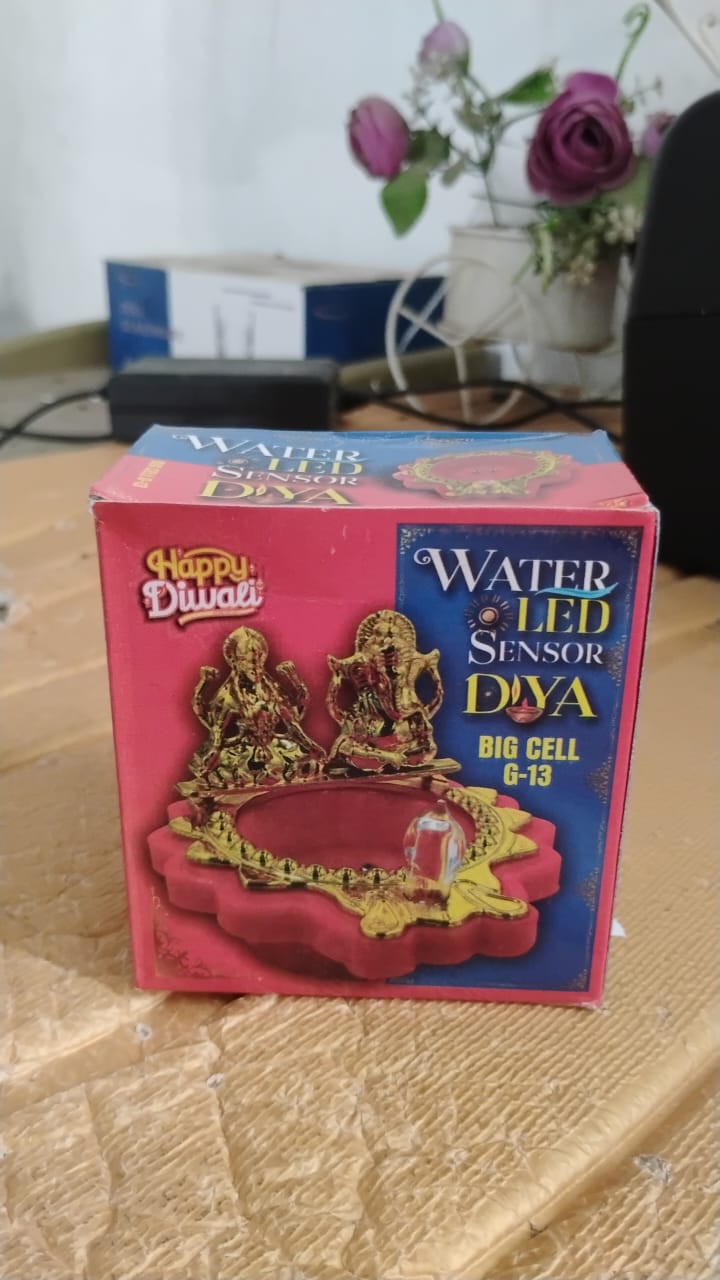 WATER
LED
SENSOR
DIYA
Happy
Diwali
WATER
LED
SENSOR
DIYA
BIG CELL
G-13